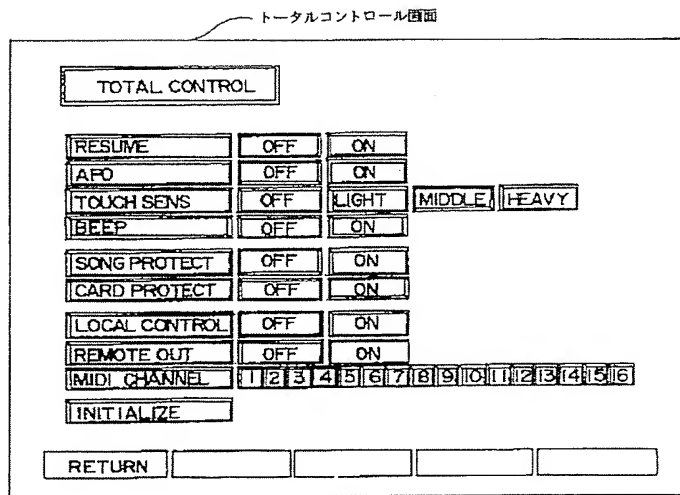 トータルコントロール画面
TOTAL CONTROL
RESUME OFF ON
APO OFF ON
TOUCH SENS OFF LIGHT MIDDLE HEAVY
BEEP OFF ON
SONG PROTECT OFF ON
CARD PROTECT OFF ON
LOCAL CONTROL OFF ON
REMOTE OUT OFF ON
MIDI CHANNEL 1 2 3 4 5 6 7 8 9 10 11 12 13 14 15 16
INITIALIZE
RETURN